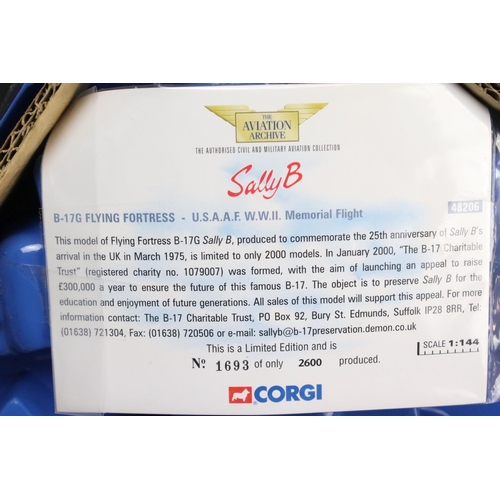 THE
AVIATION
ARCHIVE
THE AUTHORISED CIVIL AND MILITARY AVIATION COLLECTION
Sally B
B-17G FLYING FORTRESS - U.S.A.A.F. W.W.II. Memorial Flight 48206
This model of Flying Fortress B-17G Sally B, produced to commemorate the 25th anniversary of Sally B's
arrival in the UK in March 1975, is limited to only 2000 models. In January 2000, “The B-17 Charitable
Trust” (registered charity no. 1079007) was formed, with the aim of launching an appeal to raise
£300,000 a year to ensure the future of this famous B-17. The object is to preserve Sally B for the
education and enjoyment of future generations. All sales of this model will support this appeal. For more
information contact: The B-17 Charitable Trust, PO Box 92, Bury St. Edmunds, Suffolk IP28 8RR, Tel:
(01638) 721304, Fax: (01638) 720506 or e-mail: sallyb@b-17preservation.demon.co.uk
This is a Limited Edition and is
SCALE 1:144
No 1693 of only 2600 produced.
CORGI